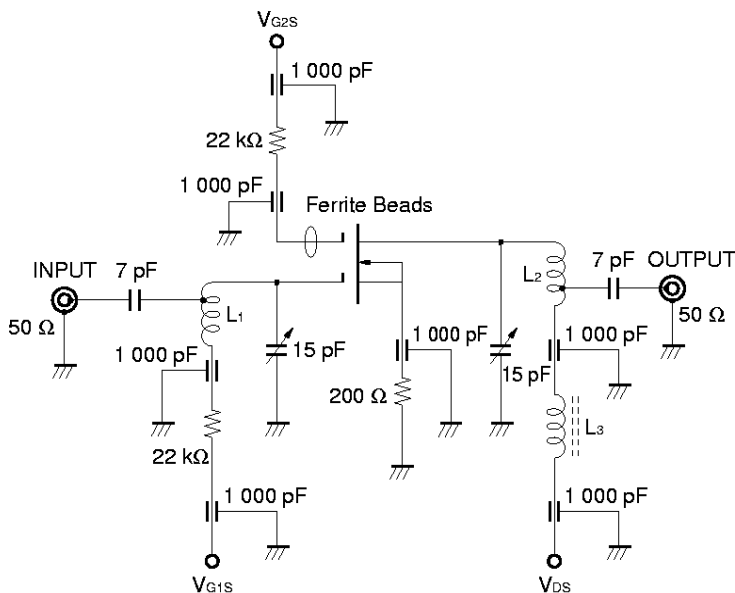 VG2S
1 000 pF
22 kΩ
1 000 pF
Ferrite Beads
INPUT
7 pF
L1
50 Ω
15 pF
1 000 pF
22 kΩ
1 000 pF
VG1S
1 000 pF
200 Ω
15 pF
L2
7 pF
OUTPUT
50 Ω
1 000 pF
L3
1 000 pF
VDS